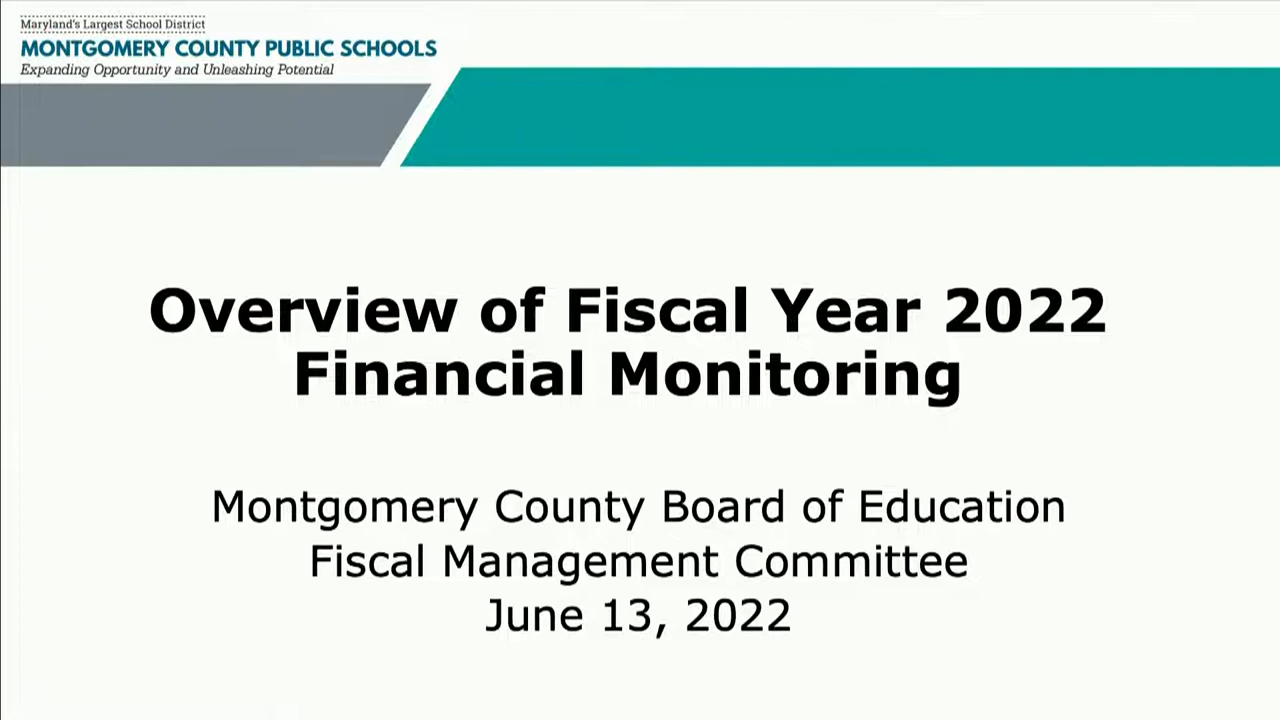 Maryland's Largest School District
MONTGOMERY COUNTY PUBLIC SCHOOLS
Expanding Opportunity and Unleashing Potential
Overview of Fiscal Year 2022
Financial Monitoring
Montgomery County Board of Education
Fiscal Management Committee
June 13, 2022